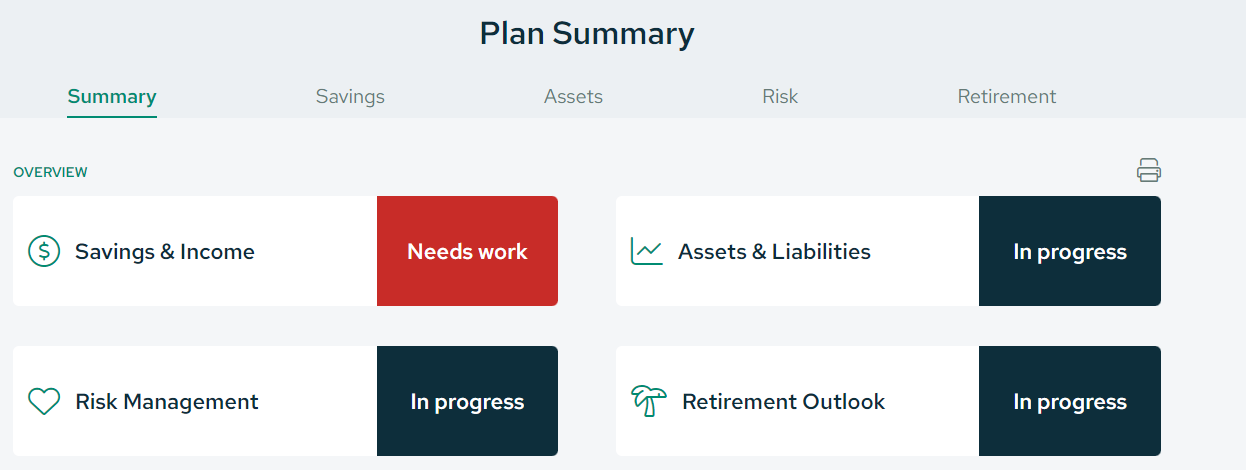 Plan Summary
Summary Savings Assets Risk Retirement
OVERVIEW
Savings & Income Needs work Assets & Liabilities In progress
Risk Management In progress Retirement Outlook In progress